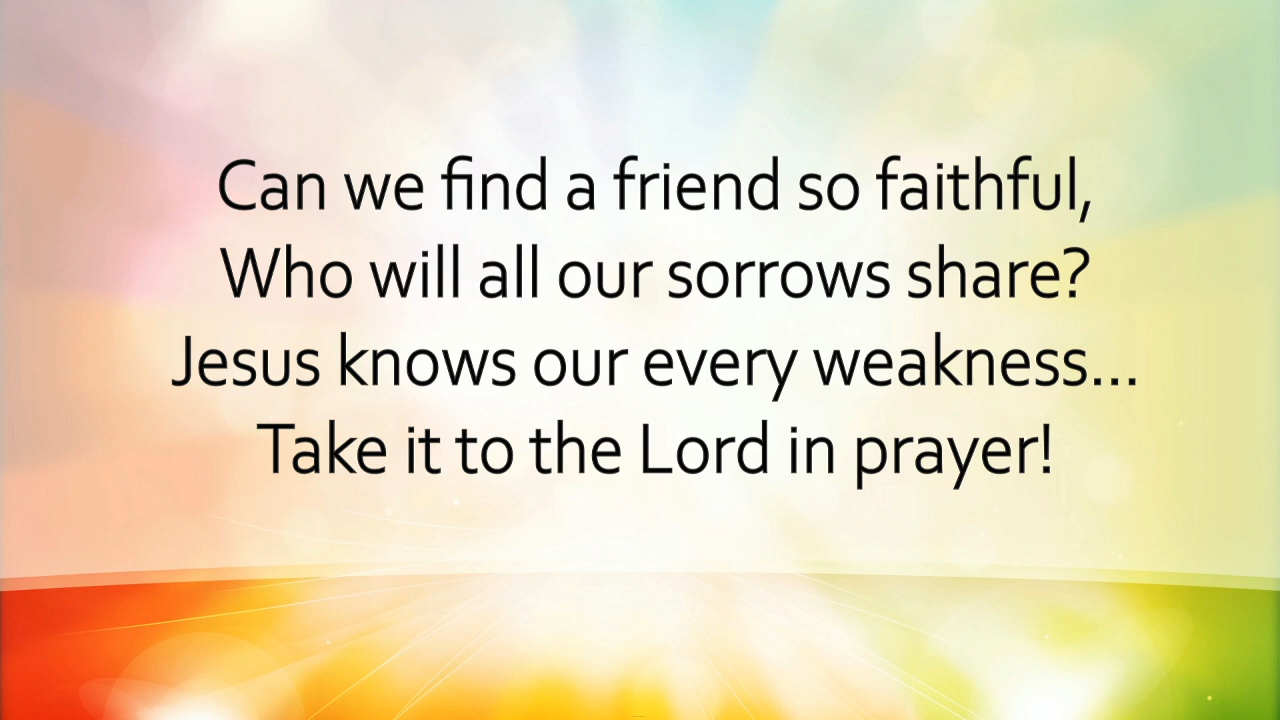 Can we find a friend so faithful,
Who will all our sorrows share?
Jesus knows our every weakness...
Take it to the Lord in prayer!